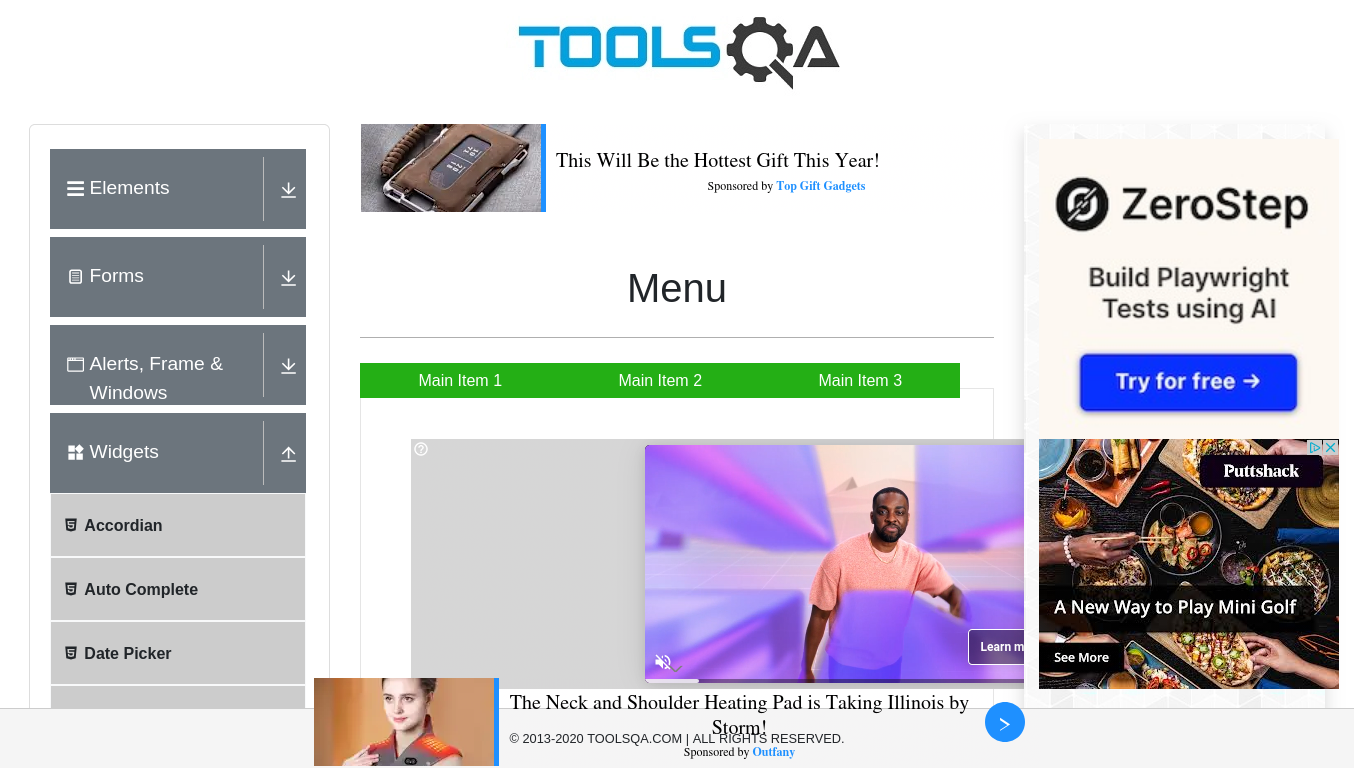 TOOLSQA
Elements
Forms
Alerts, Frame &
Windows
Widgets
Accordian
Auto Complete
Date Picker
This Will Be the Hottest Gift This Year!
Sponsored by Top Gift Gadgets
Menu
Main Item 1
Main Item 2
Main Item 3
Learn m
ZeroStep
Build Playwright
Tests using AI
Try for free →
Puttshack
A New Way to Play Mini Golf
See More
The Neck and Shoulder Heating Pad is Taking Illinois by
Storm!
© 2013-2020 TOOLSQA.COM | ALL RIGHTS RESERVED.
Sponsored by Outfany